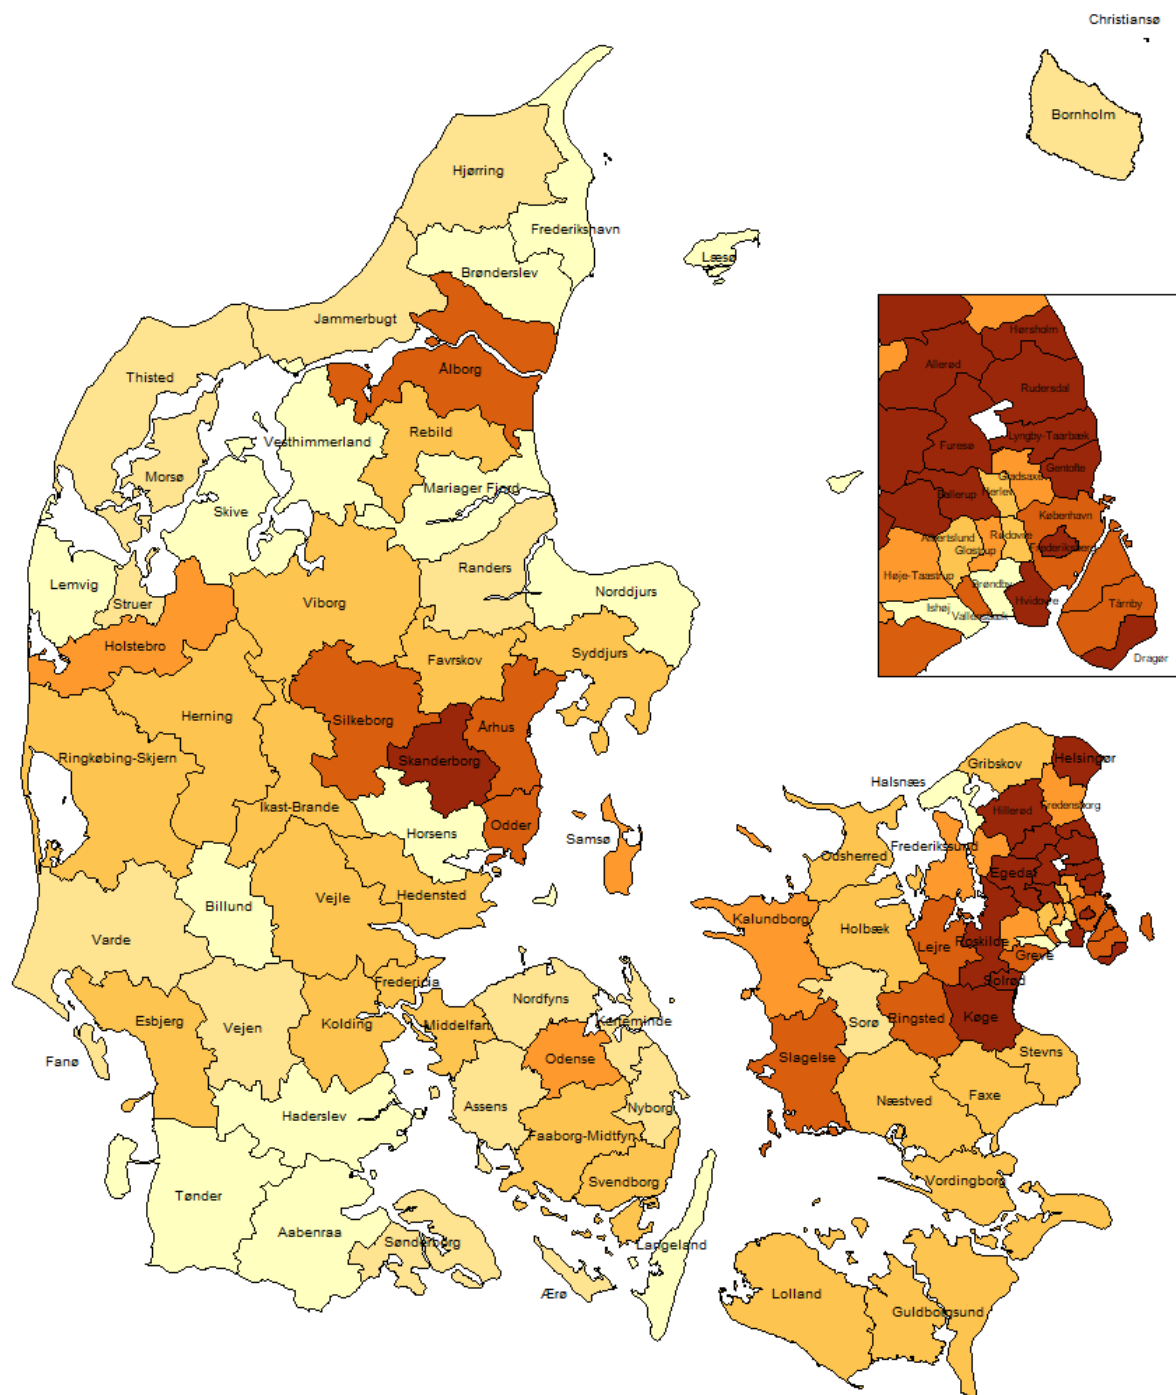 Christiansø
Bornholm
Hjørring
Frederikshavn
Læsø
Brønderslev
Jammerbugt
Thisted
Ålborg
Rebild
Vesthimmerland
Morsø
Mariager Fjord
Skive
Lemvig
Struer
Randers
Norddjurs
Viborg
Holstebro
Favrskov
Syddjurs
Herning
Silkeborg
Århus
Ringkøbing-Skjern
Skanderborg
Ikast-Brande
Odder
Horsens
Samsø
Hedensted
Vejle
Billund
Varde
Fredericia
Nordfyns
Esbjerg
Vejen
Kolding
Middelfart
Kerteminde
Fanø
Odense
Assens
Nyborg
Haderslev
Faaborg-Midtfyn
Svendborg
Tønder
Aabenraa
Sønderborg
Langeland
Ærø
Hørsholm
Allerød
Rudersdal
Furesø
Lyngby-Taarbæk
Gentofte
Gladsaxe
Ballerup
Herlev
København
Albertslund
Rødovre
Glostrup
Frederiksberg
Høje-Taastrup
Brøndby
Ishøj
Vallensbæk
Hvidovre
Tårnby
Dragør
Helsingør
Gribskov
Halsnæs
Hillerød
Fredensborg
Frederikssund
Odsherred
Egedal
Kalundborg
Holbæk
Lejre
Roskilde
Greve
Solrød
Køge
Sorø
Ringsted
Stevns
Slagelse
Næstved
Faxe
Vordingborg
Lolland
Guldborgsund